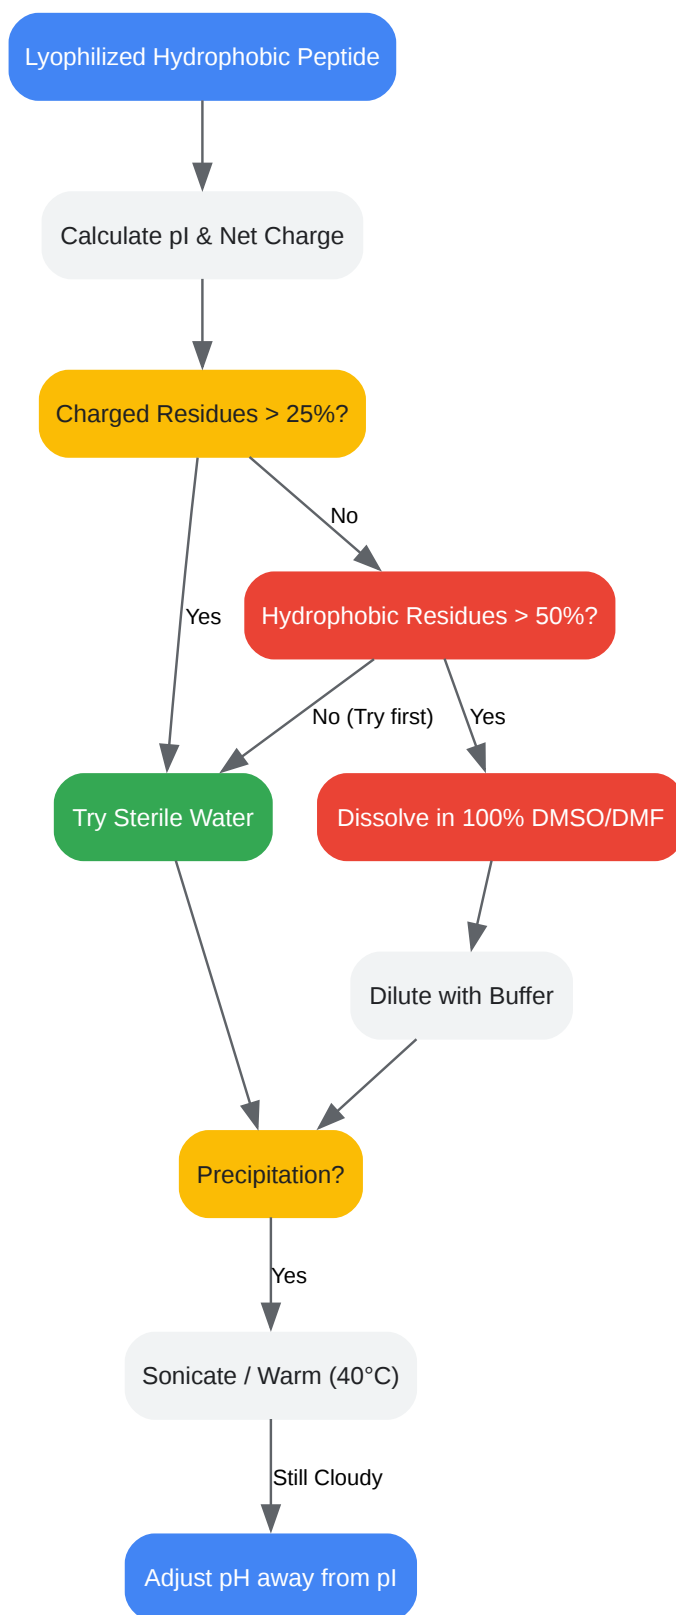 Lyophilized Hydrophobic Peptide
Calculate pI & Net Charge
Charged Residues > 25%?
No
Hydrophobic Residues > 50%?
Yes
No (Try first)
Yes
Try Sterile Water
Dissolve in 100% DMSO/DMF
Dilute with Buffer
Precipitation?
Yes
Sonicate / Warm (40°C)
Still Cloudy
Adjust pH away from pI